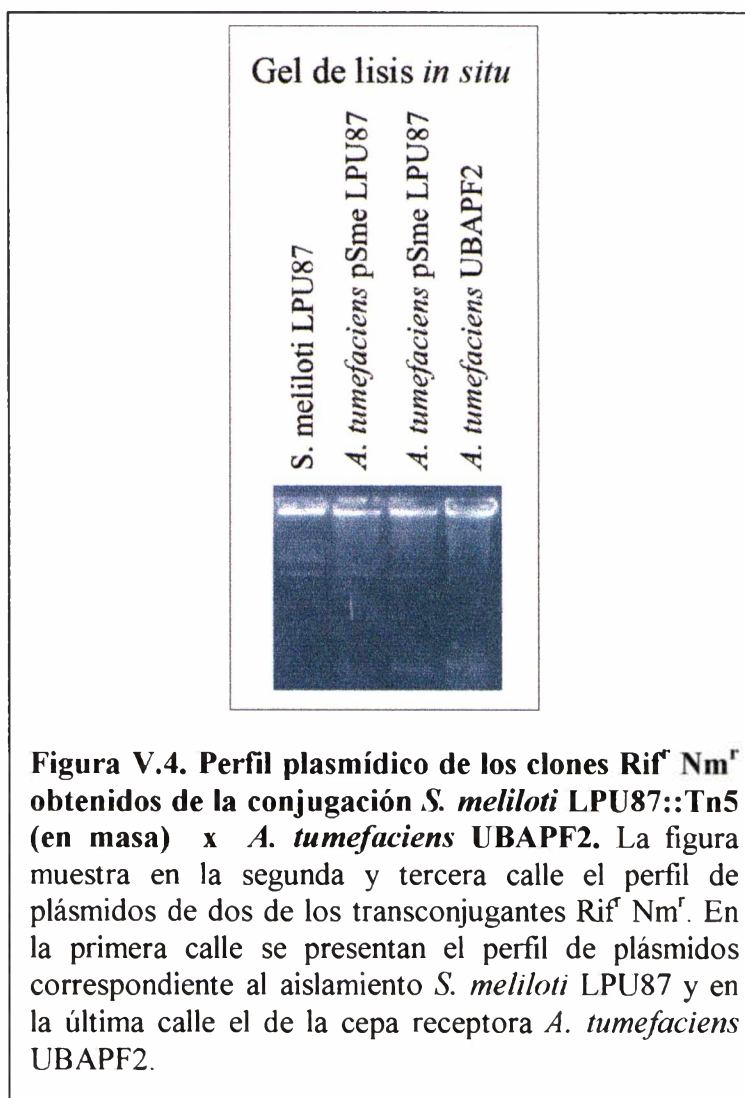 Gel de lisis in situ
S. meliloti LPU87
A. tumefaciens pSme LPU87
A. tumefaciens pSme LPU87
A. tumefaciens UBAPF2
Figura V.4. Perfil plasmídico de los clones Rifʳ Nmʳ
obtenidos de la conjugación S. meliloti LPU87::Tn5
(en masa) x A. tumefaciens UBAPF2. La figura
muestra en la segunda y tercera calle el perfil de
plásmidos de dos de los transconjugantes Rifʳ Nmʳ. En
la primera calle se presentan el perfil de plásmidos
correspondiente al aislamiento S. meliloti LPU87 y en
la última calle el de la cepa receptora A. tumefaciens
UBAPF2.